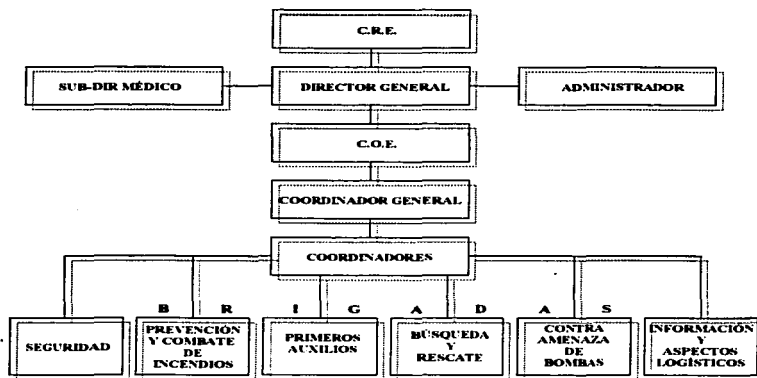 C.R.E.
SUB-DIR MÉDICO
DIRECTOR GENERAL
ADMINISTRADOR
C.O.E.
COORDINADOR GENERAL
COORDINADORES
B R I G A D A S
SEGURIDAD
PREVENCIÓN
Y COMBATE
DE
INCENDIOS
PRIMEROS
AUXILIOS
BÚSQUEDA
Y
RESCATE
CONTRA
AMENAZA
DE
BOMBAS
INFORMACIÓN
Y
ASPECTOS
LOGÍSTICOS